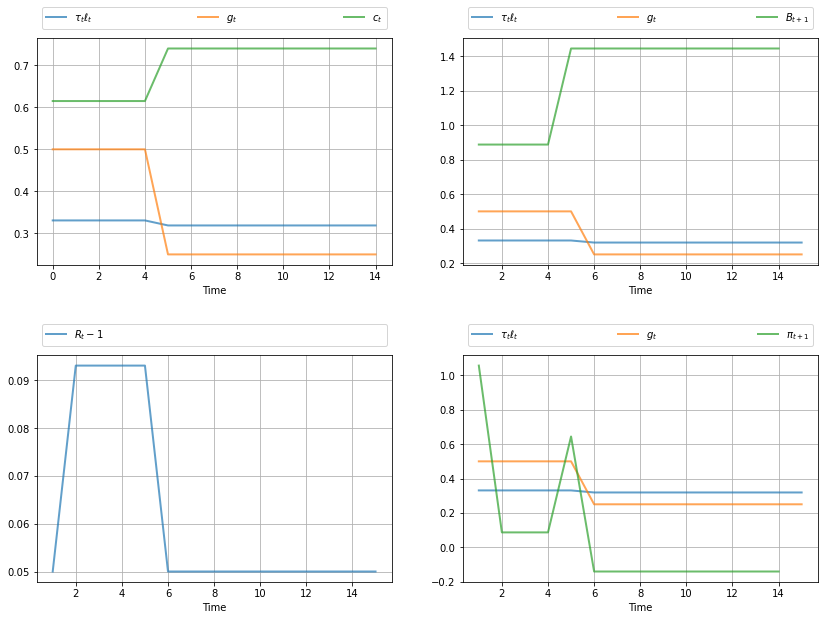 τₜℓₜ gₜ cₜ
0.7
0.6
0.5
0.4
0.3
0 2 4 6 8 10 12 14
Time
τₜℓₜ gₜ Bₜ₊₁
1.4
1.2
1.0
0.8
0.6
0.4
0.2
2 4 6 8 10 12 14
Time
Rₜ − 1
0.09
0.08
0.07
0.06
0.05
2 4 6 8 10 12 14
Time
τₜℓₜ gₜ πₜ₊₁
1.0
0.8
0.6
0.4
0.2
0.0
−0.2
2 4 6 8 10 12 14
Time